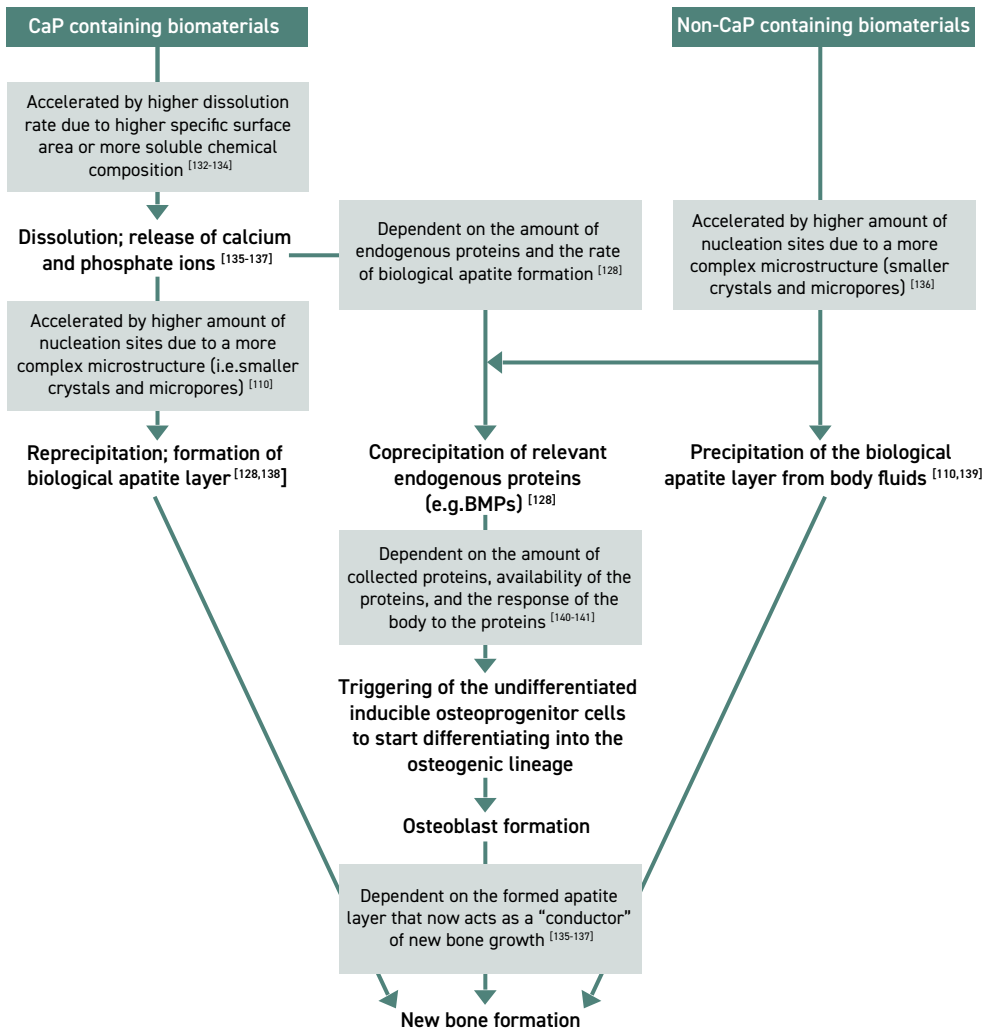 CaP containing biomaterials
Non-CaP containing biomaterials
Accelerated by higher dissolution
rate due to higher specific surface
area or more soluble chemical
composition [132-134]
Dissolution; release of calcium
and phosphate ions [135-137]
Dependent on the amount of
endogenous proteins and the rate
of biological apatite formation [128]
Accelerated by higher amount of
nucleation sites due to a more
complex microstructure (smaller
crystals and micropores) [136]
Accelerated by higher amount of
nucleation sites due to a more
complex microstructure (i.e.smaller
crystals and micropores) [110]
Reprecipitation; formation of
biological apatite layer [128,138]
Coprecipitation of relevant
endogenous proteins
(e.g.BMPs) [128]
Precipitation of the biological
apatite layer from body fluids [110,139]
Dependent on the amount of
collected proteins, availability of the
proteins, and the response of the
body to the proteins [140-141]
Triggering of the undifferentiated
inducible osteoprogenitor cells
to start differentiating into the
osteogenic lineage
Osteoblast formation
Dependent on the formed apatite
layer that now acts as a “conductor”
of new bone growth [135-137]
New bone formation